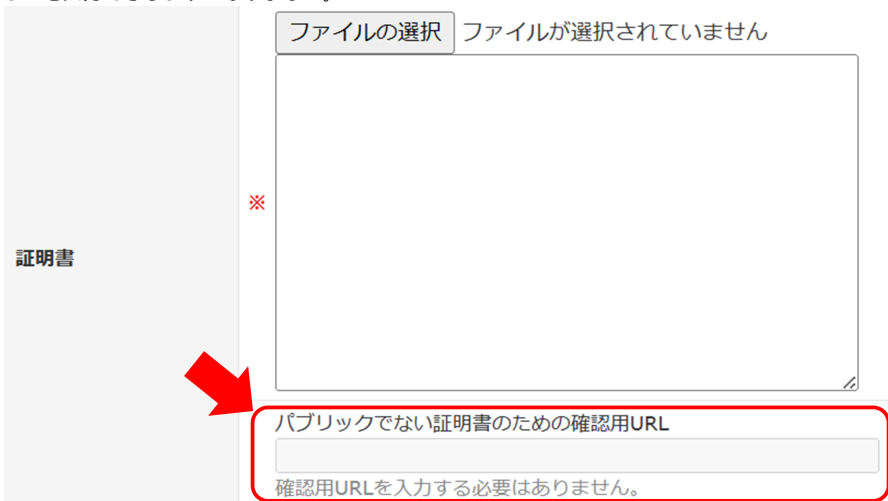 ファイルの選択 ファイルが選択されていません
※
証明書
パブリックでない証明書のための確認用URL
確認用URLを入力する必要はありません。